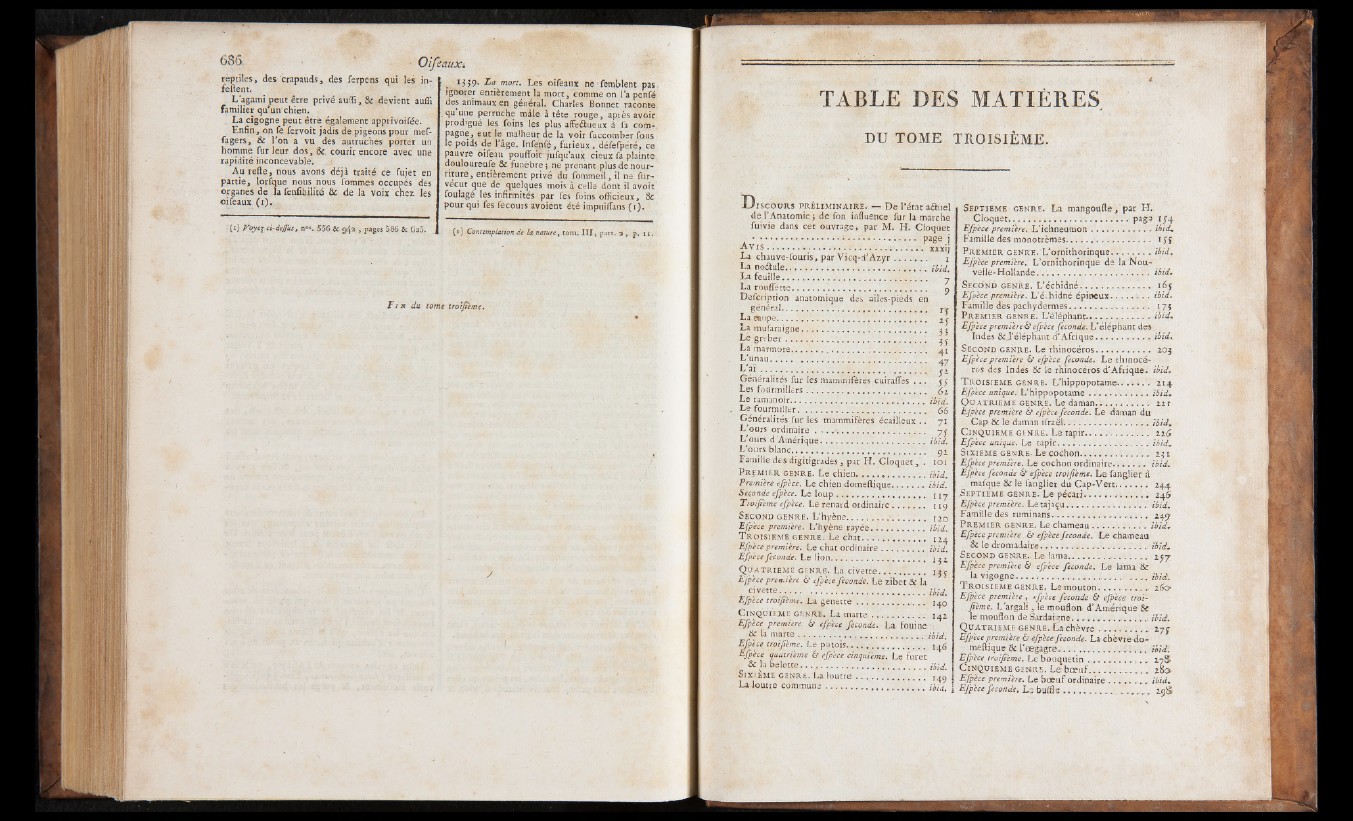 686 Oiſeaux.
reptiles, des crapauds, des ſerpens qui les in-
feſtent.
L'agami peut être privé auſſi, & devient auſſi
familier qu'un chien.
La cigogne peut être également apprivoiſée.
Enfin, on ſe ſervoit jadis de pigeons pour meſ-
ſagers, & l'on a vu des autruches porter un
homme ſur leur dos, & courir encore avec une
rapidité inconcevable.
Au reſte, nous avons déjà traité ce ſujet en
partie, lorſque nous nous ſommes occupés des
organes de la ſenſibilité & de la voix chez les
oiſeaux (1).
(1) Voyez ci-deſſus, nos. 556 & 942, pages 586 & 625.
1339. La mort. Les oiſeaux ne ſemblent pas
ignorer entièrement la mort, comme on l'a penſé
des animaux en général. Charles Bonnet raconte
qu'une perruche mâle à tête rouge, après avoir
prodigué les ſoins les plus affectueux à ſa com-
pagne, eut le malheur de la voir ſuccomber ſous
le poids de l'âge. Inſenſé, furieux, déſeſpéré, ce
pauvre oiſeau pouſſoit juſqu'aux cieux ſa plainte
douloureuſe & funèbre ; ne prenant plus de nour-
riture, entièrement privé du ſommeil, il ne ſur-
vécut que de quelques mois à celle dont il avoit
ſoulagé les infirmités par ſes ſoins officieux, &
pour qui ſes ſecours avoient été impuiſſans (1).
(1) Contemplation de la nature, tom. III, part. 2, p. 11.
Fin du tome troiſième.
TABLE DES MATIÈRES
DU TOME TROISIÈME.
DISCOURS PRÉLIMINAIRE. — De l'état actuel
de l'Anatomie ; de ſon influence ſur la marche
ſuivie dans cet ouvrage, par M. H. Cloquet
page j
AVIS xxxij
La chauve-ſouris, par Vicq-d'Azyr 1
La noctule ibid.
La feuille 7
La rouſſette 9
Deſcription anatomique des ailes-pieds en
général 15
La taupe 25
La muſaraigne 33
Le greber 35
La marmote 41
L'unau 47
L'aï 52
Généralités ſur les mammifères cuiraſſes 55
Les fourmillers 62
Le tamanoir ibid.
Le fourmiller 66
Généralités ſur les mammifères écailleux 71
L'ours ordinaire 75
L'ours d'Amérique ibid.
L'ours blanc 92
Famille des digitigrades, par H. Cloquet 101
PREMIER GENRE. Le chien ibid.
Première eſpèce. Le chien domeſtique ibid.
Seconde eſpèce. Le loup 117
Troiſième eſpèce. Le renard ordinaire 119
SECOND GENRE. L'hyène 120
Eſpèce première. L'hyène rayée ibid.
TROISIÈME GENRE. Le chat 124
Eſpèce première. Le chat ordinaire ibid.
Eſpèce ſeconde. Le lion 132
QUATRIÈME GENRE. La civette 135
Eſpèce première & eſpèce ſeconde. Le zibet & la
civette ibid.
Eſpèce troiſième. La genette 140
CINQUIÈME GENRE. La marte 142
Eſpèce première & eſpèce ſeconde. La fouine
& la marte ibid.
Eſpèce troiſième. Le putois 146
Eſpèce quatrième & eſpèce cinquième. Le furet
& la belette ibid.
SIXIÈME GENRE. La loutre 149
La loutre commune ibid.
SEPTIÈME GENRE. La mangouſte, par H.
Cloquet page 154
Eſpèce première. L'ichneumon ibid.
Famille des monotrèmes 155
PREMIER GENRE. L'ornithorinque ibid.
Eſpèce première. L'ornithorinque de la Nou-
velle-Hollande ibid.
SECOND GENRE. L'échidné 165
Eſpèce première. L'échidné épineux ibid.
Famille des pachydermes 175
PREMIER GENRE. L'éléphant ibid.
Eſpèce première & eſpèce ſeconde. L'éléphant des
Indes & l'éléphant d'Afrique ibid.
SECOND GENRE. Le rhinocéros 203
Eſpèce première & eſpèce ſeconde. Le rhinocé-
ros des Indes & le rhinocéros d'Afrique. ibid.
TROISIÈME GENRE. L'hippopotame 214
Eſpèce unique. L'hippopotame ibid.
QUATRIÈME GENRE. Le daman 221
Eſpèce première & eſpèce ſeconde. Le daman du
Cap & le daman iſraël ibid.
CINQUIÈME GENRE. Le tapir 226
Eſpèce unique. Le tapir ibid.
SIXIÈME GENRE. Le cochon 231
Eſpèce première. Le cochon ordinaire ibid.
Eſpèce ſeconde & eſpèce troiſième. Le ſanglier à
maſque & le ſanglier du Cap-Vert 244
SEPTIÈME GENRE. Le pécari 246
Eſpèce première. Le tajaçu ibid.
Famille des ruminans 249
PREMIER GENRE. Le chameau ibid.
Eſpèce première & eſpèce ſeconde. Le chameau
& le dromadaire ibid.
SECOND GENRE. Le lama 257
Eſpèce première & eſpèce ſeconde. Le lama &
la vigogne ibid.
TROISIÈME GENRE. Le mouton 260
Eſpèce première, eſpèce ſeconde & eſpèce troi-
ſième. L'argali, le mouflon d'Amérique &
le mouflon de Sardaigne ibid.
QUATRIÈME GENRE. La chèvre 275
Eſpèce première & eſpèce ſeconde. La chèvre do-
meſtique & l'œgagre ibid.
Eſpèce troiſième. Le bouquetin 278
CINQUIÈME GENRE. Le bœuf 280
Eſpèce première. Le bœuf ordinaire ibid.
Eſpèce ſeconde. Le buffle 298